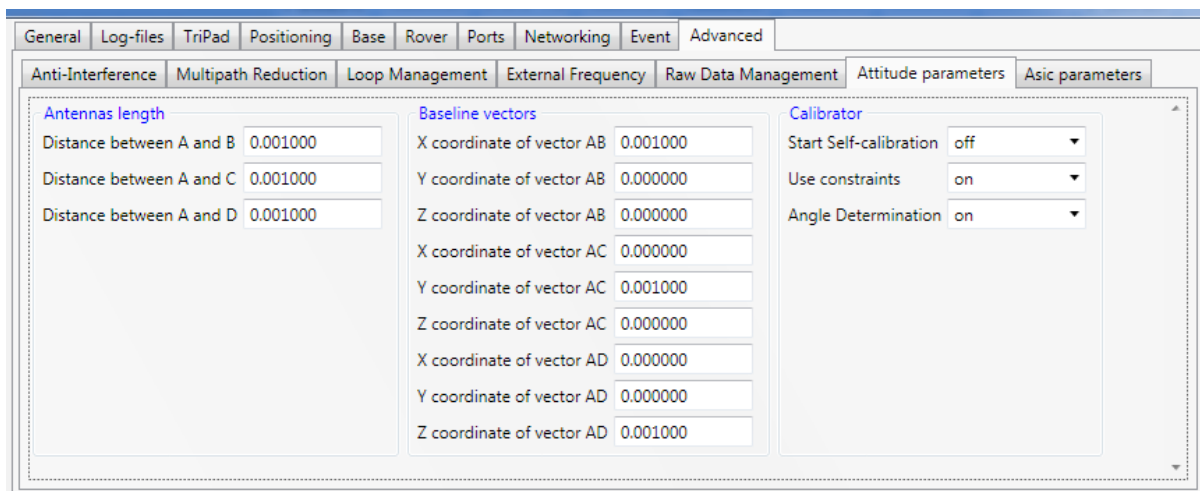 General Log-files TriPad Positioning Base Rover Ports Networking Event Advanced
Anti-Interference Multipath Reduction Loop Management External Frequency Raw Data Management Attitude parameters Asic parameters
Antennas length
Distance between A and B 0.001000
Distance between A and C 0.001000
Distance between A and D 0.001000
Baseline vectors
X coordinate of vector AB 0.001000
Y coordinate of vector AB 0.000000
Z coordinate of vector AB 0.000000
X coordinate of vector AC 0.000000
Y coordinate of vector AC 0.001000
Z coordinate of vector AC 0.000000
X coordinate of vector AD 0.000000
Y coordinate of vector AD 0.000000
Z coordinate of vector AD 0.001000
Calibrator
Start Self-calibration off
Use constraints on
Angle Determination on